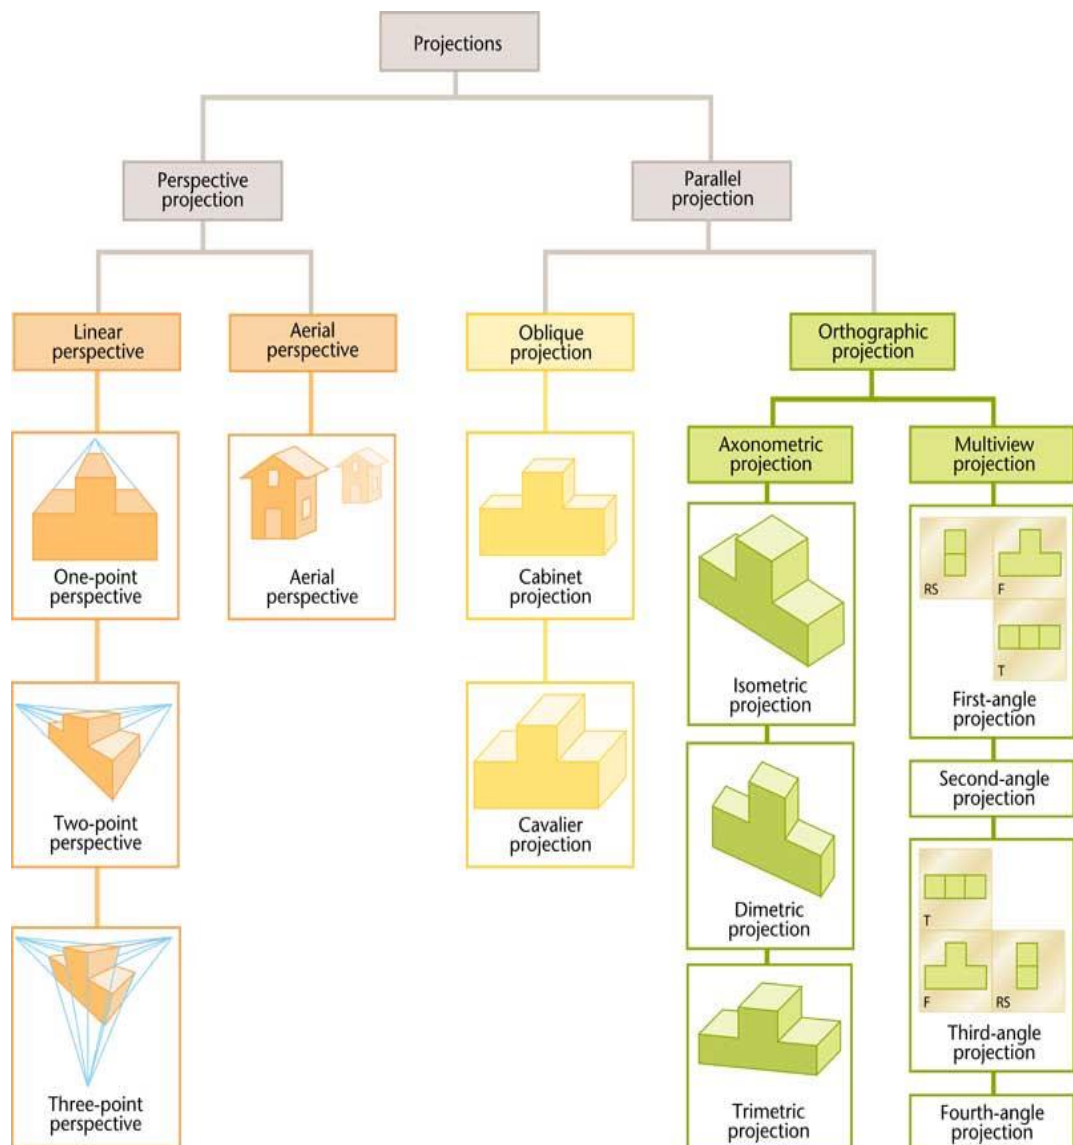 Projections
Perspective
projection
Parallel
projection
Linear
perspective
Aerial
perspective
Oblique
projection
Orthographic
projection
Axonometric
projection
Multiview
projection
One-point
perspective
Aerial
perspective
Cabinet
projection
Isometric
projection
RS
F
T
First-angle
projection
Two-point
perspective
Cavalier
projection
Second-angle
projection
Dimetric
projection
T
F
RS
Third-angle
projection
Three-point
perspective
Trimetric
projection
Fourth-angle
projection